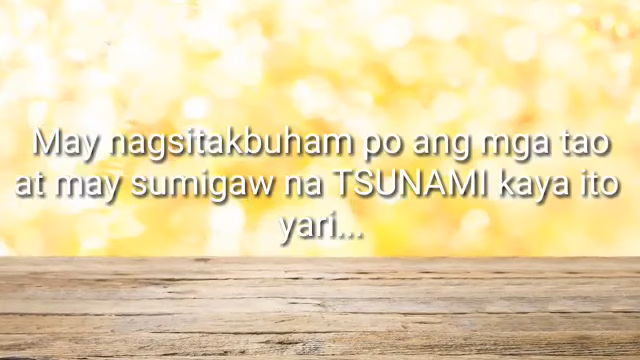 May nagsitakbuham po ang mga tao
at may sumigaw na TSUNAMI kaya ito
yari...